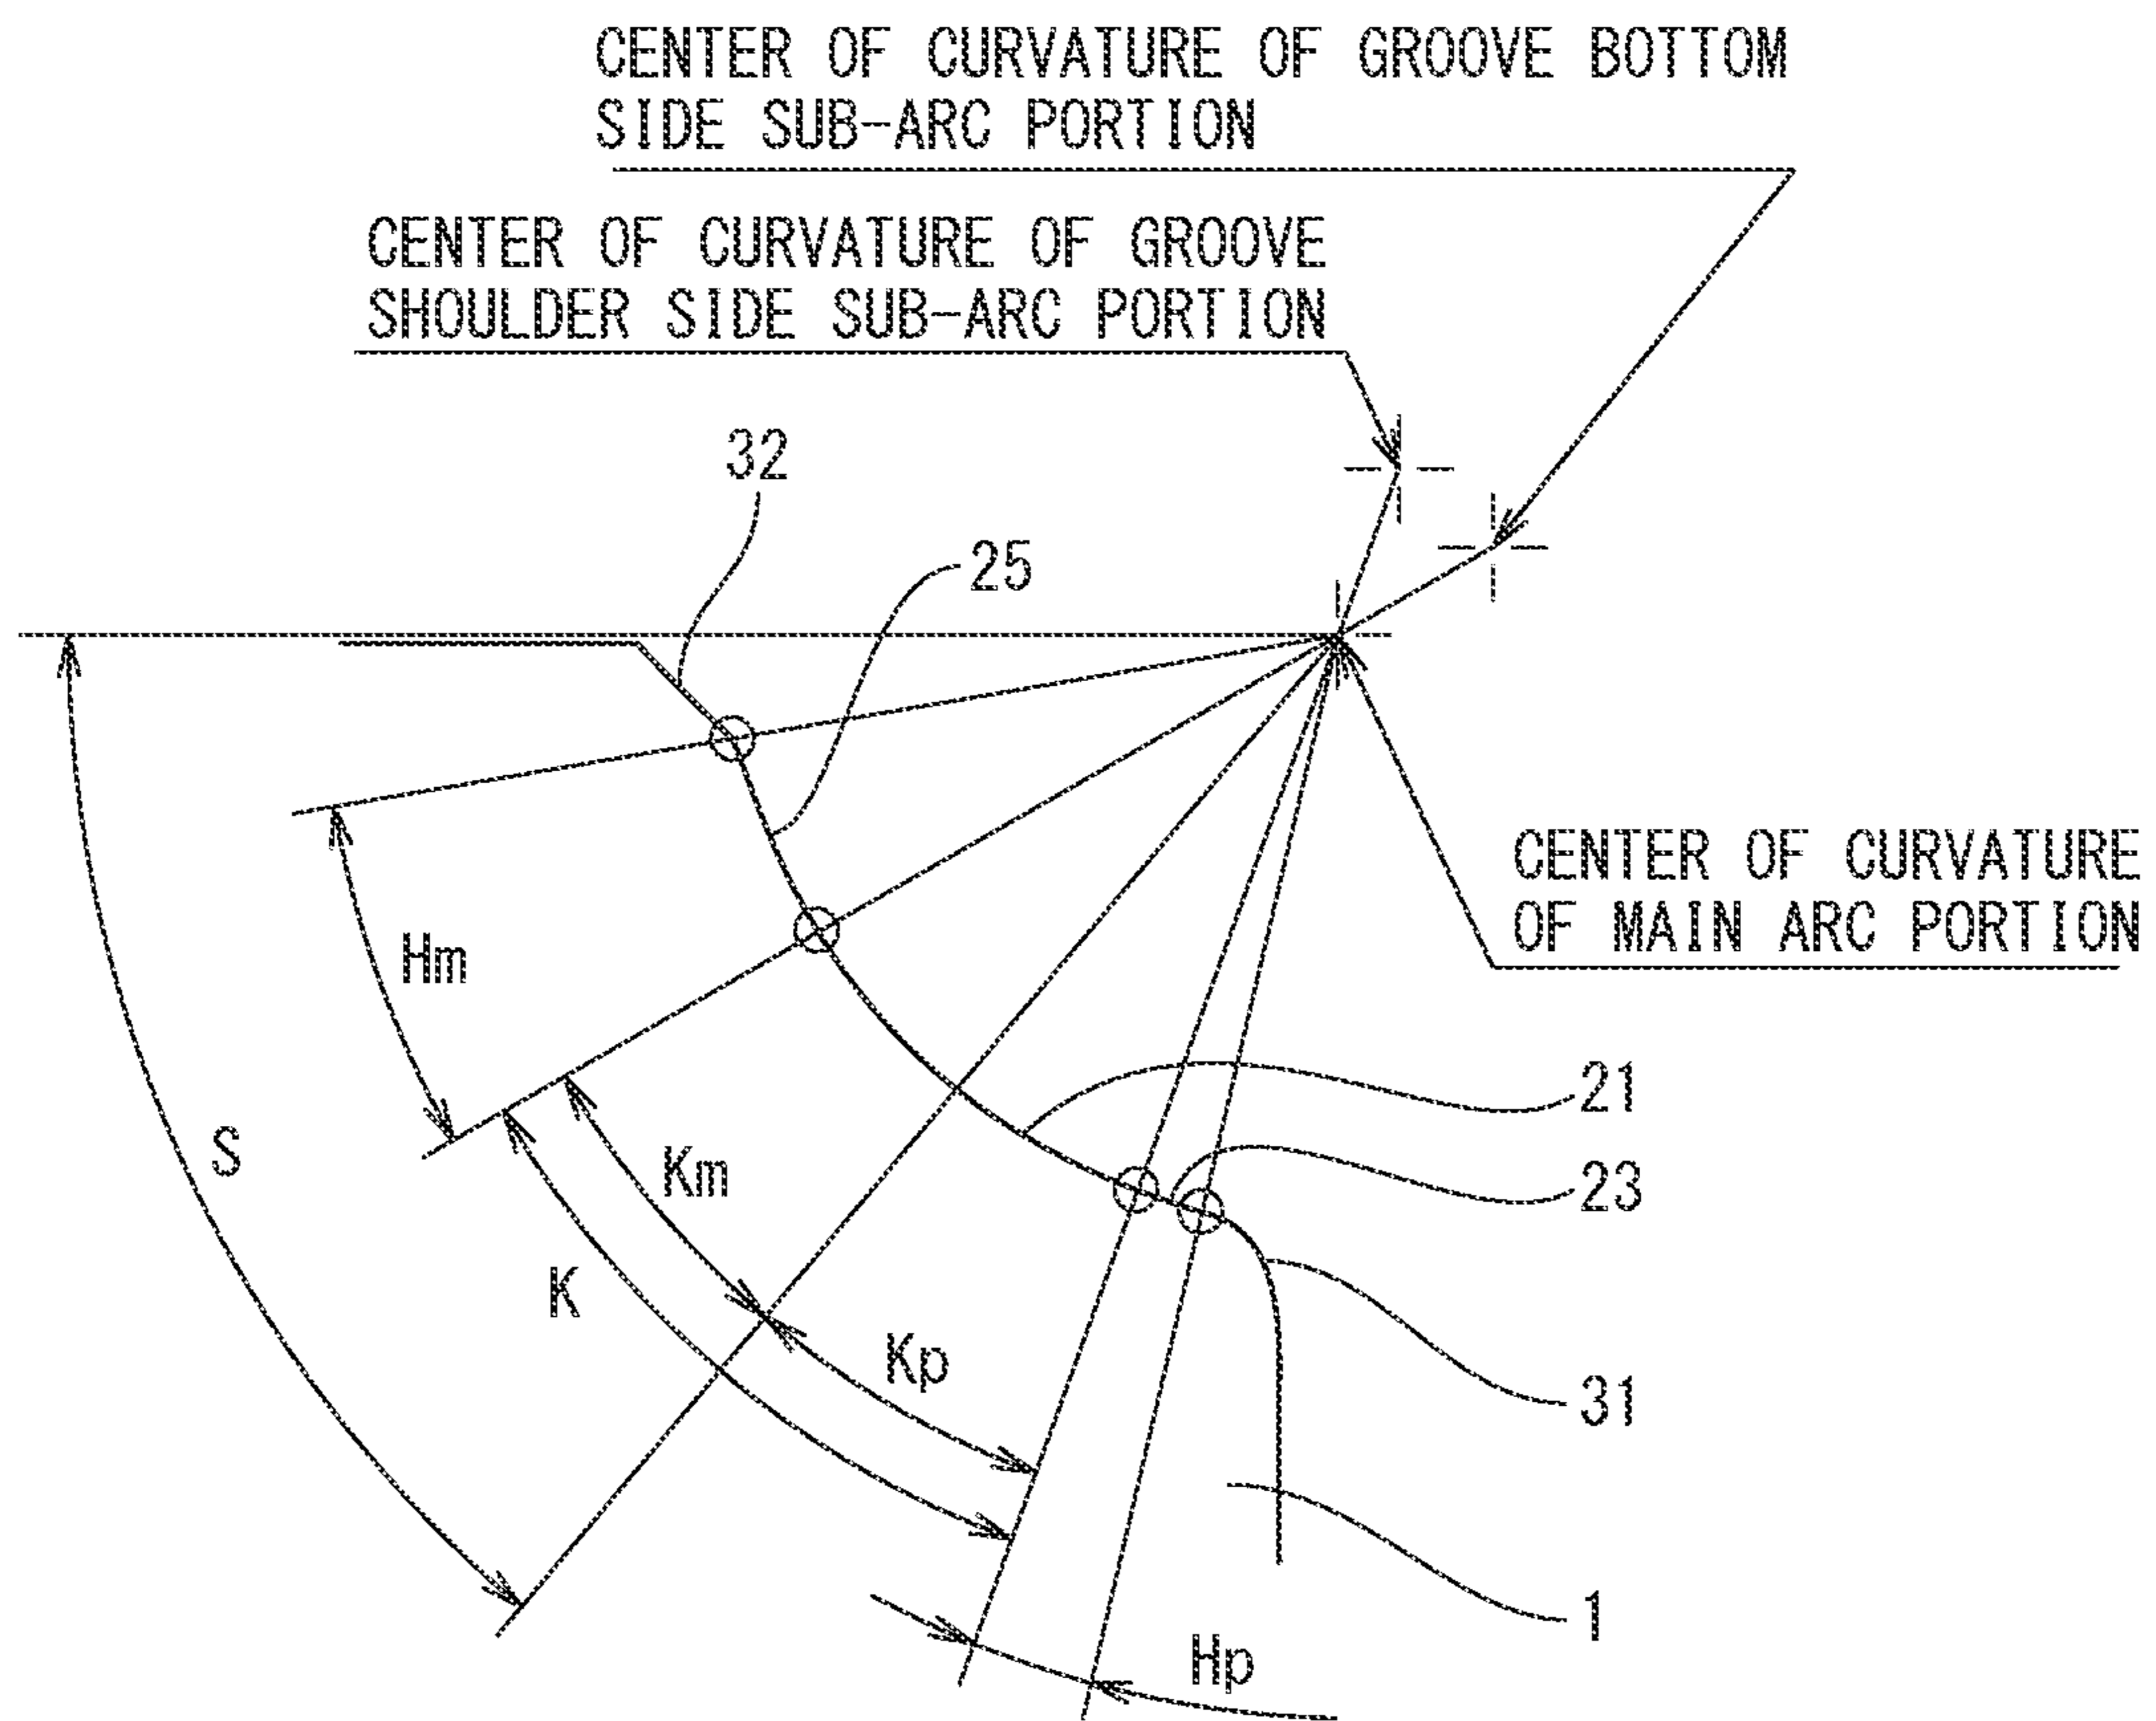 CENTER OF CURVATURE OF GROOVE BOTTOM
SIDE SUB-ARC PORTION
CENTER OF CURVATURE OF GROOVE
SHOULDER SIDE SUB-ARC PORTION
32
25
CENTER OF CURVATURE
OF MAIN ARC PORTION
Hm
21
S
Km
23
K
Kp
31
1
Hp